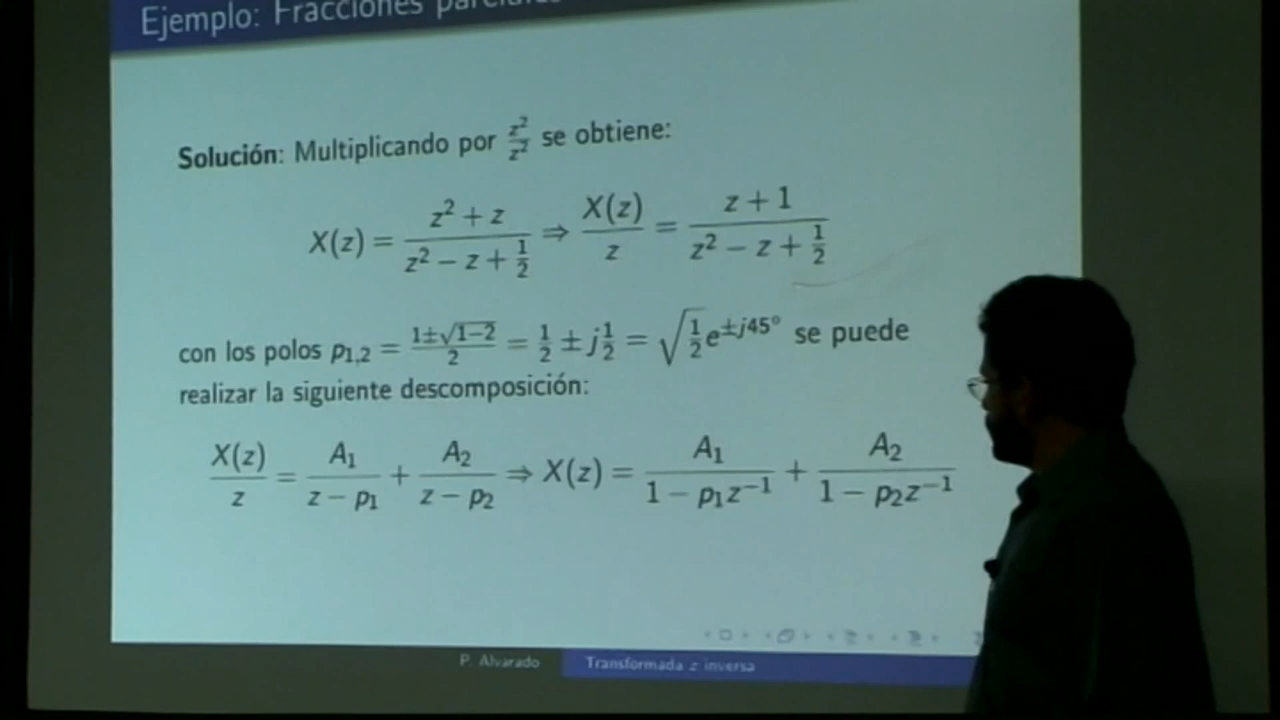 Ejemplo: Fracciones parciales
Solución: Multiplicando por z²/z² se obtiene:
X(z) = (z² + z)/(z² − z + 1/2) ⇒ X(z)/z = (z + 1)/(z² − z + 1/2)
con los polos p₁,₂ = (1±√(1−2))/2 = 1/2 ± j1/2 = √(1/2) e^(±j45°) se puede
realizar la siguiente descomposición:
X(z)/z = A₁/(z − p₁) + A₂/(z − p₂) ⇒ X(z) = A₁/(1 − p₁z⁻¹) + A₂/(1 − p₂z⁻¹)
P. Alvarado Transformada z inversa